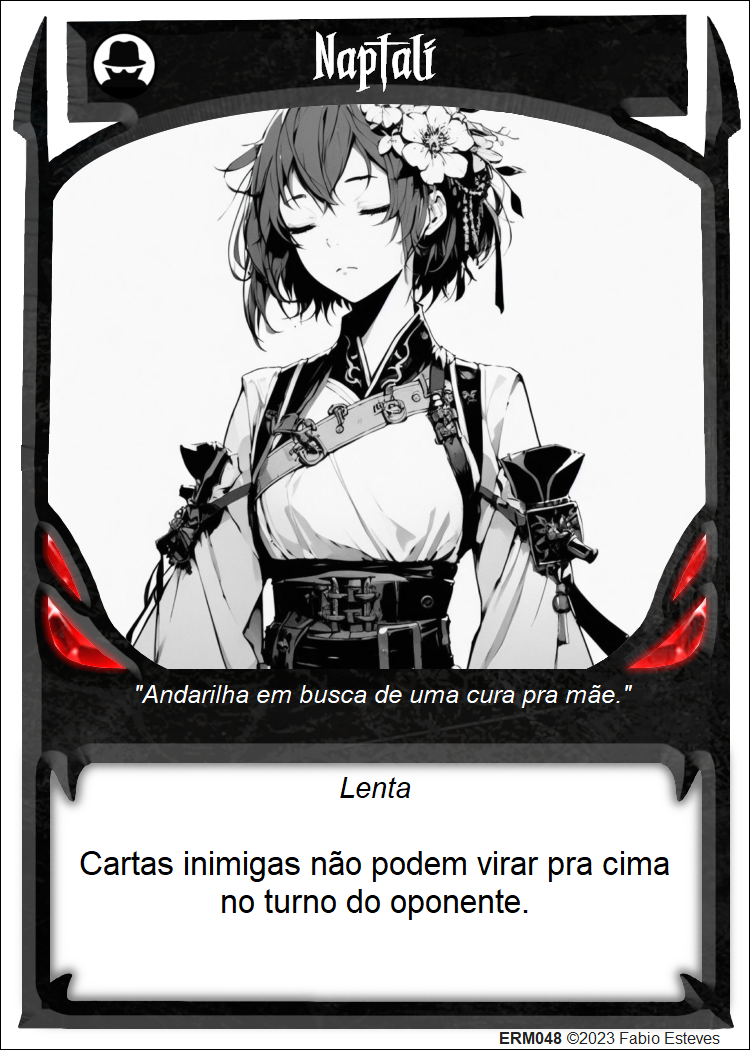 Naptali
"Andarilha em busca de uma cura pra mãe."
Lenta
Cartas inimigas não podem virar pra cima
no turno do oponente.
ERM048 ©2023 Fabio Esteves